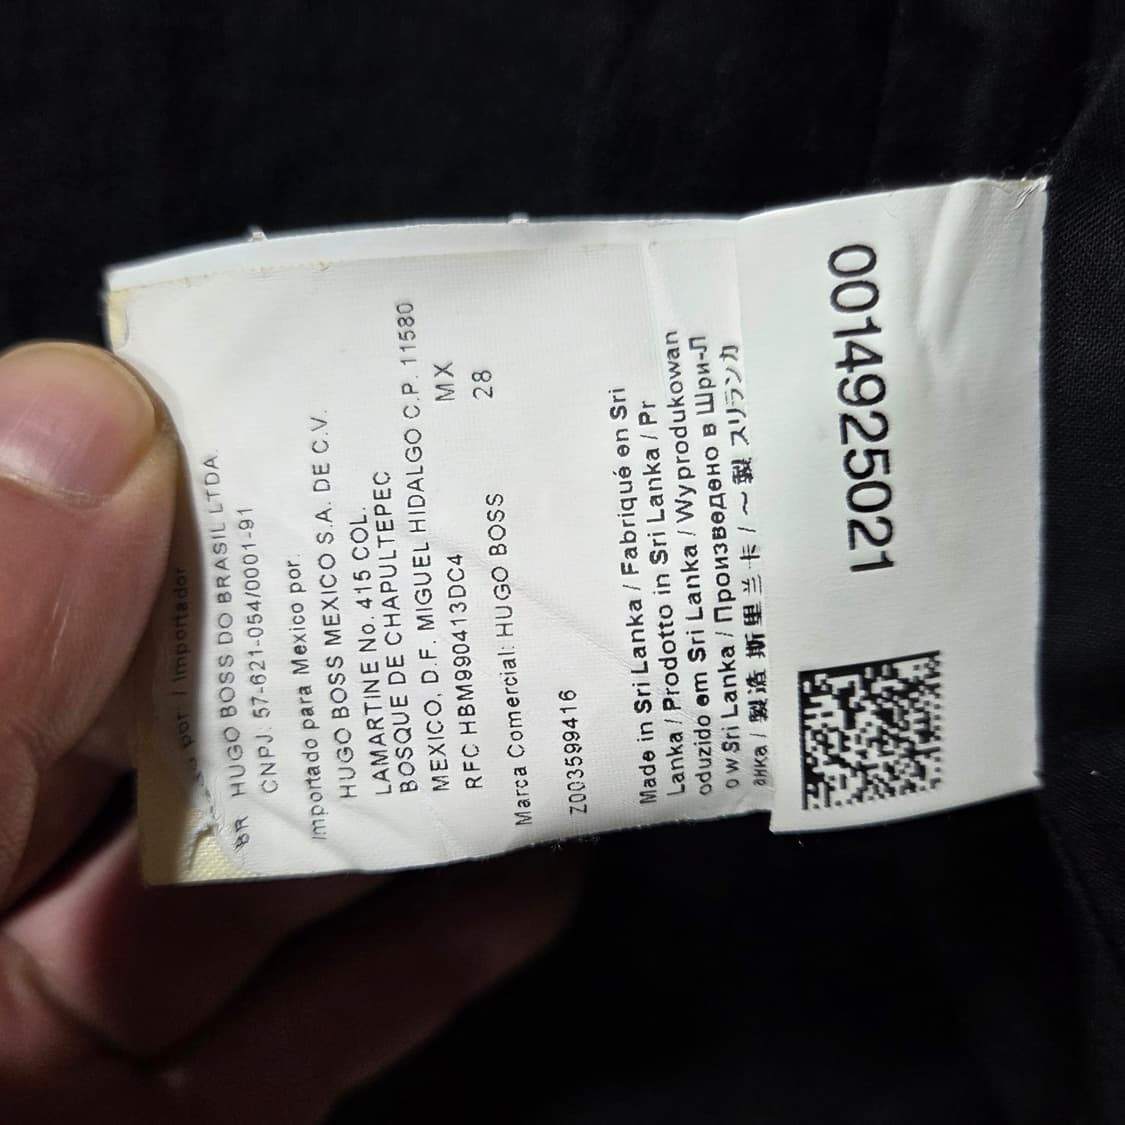 por: / Importador
BR HUGO BOSS DO BRASIL LTDA.
CNPJ. 57-621-054/0001-91
Importado para Mexico por:
HUGO BOSS MEXICO S.A. DE C.V.
LAMARTINE No. 415 COL.
BOSQUE DE CHAPULTEPEC
MEXICO, D.F. MIGUEL HIDALGO C.P. 11580
MX
RFC HBM990413DC4
28
Marca Comercial: HUGO BOSS
Z003599416
Made in Sri Lanka / Fabriqué en Sri
Lanka / Prodotto in Sri Lanka / Pr
oduzido em Sri Lanka / Wyprodukowan
o w Sri Lanka / Произведено в Шри-Л
анка / 製造 斯里兰卡 / ～製 スリランカ
0014925021